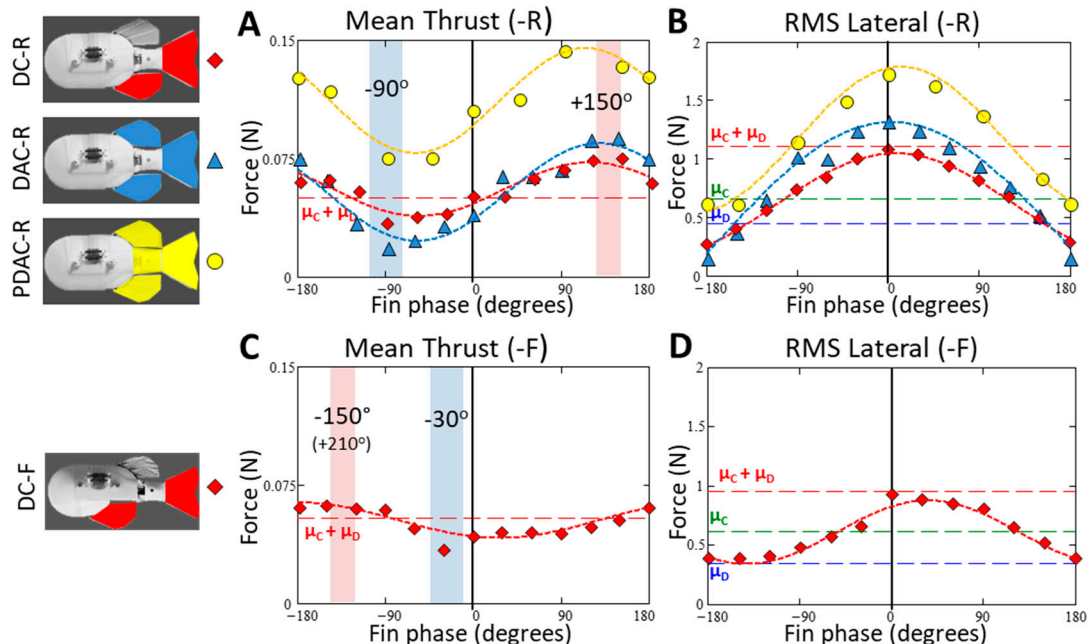 DC-R
DAC-R
PDAC-R
DC-F
A
Mean Thrust (-R)
0.15
0.075
0
Force (N)
-90°
+150°
μC + μD
−180
−90
0
90
180
Fin phase (degrees)
B
RMS Lateral (-R)
2
1.5
1
0.5
0
Force (N)
μC + μD
μC
μD
−180
−90
0
90
180
Fin phase (degrees)
C
Mean Thrust (-F)
0.15
0.075
0
Force (N)
-150°
(+210°)
-30°
μC + μD
−180
−90
0
90
180
Fin phase (degrees)
D
RMS Lateral (-F)
2
1.5
1
0.5
0
Force (N)
μC + μD
μC
μD
−180
−90
0
90
180
Fin phase (degrees)